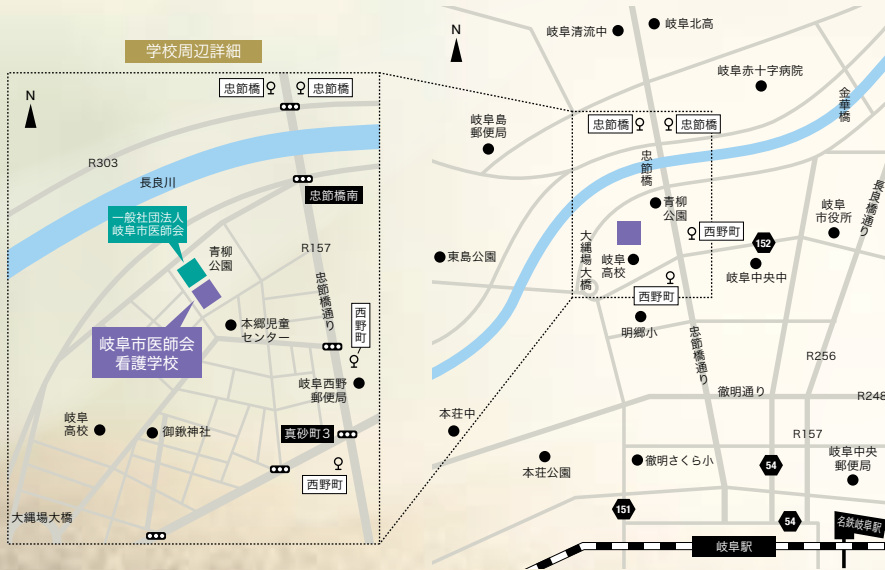 学校周辺詳細
N
忠節橋
忠節橋
R303
長良川
忠節橋南
一般社団法人
岐阜市医師会
青柳
公園
R157
忠節橋通り
岐阜市医師会
看護学校
本郷児童
センター
西野町
岐阜西野
郵便局
岐阜
高校
御鍬神社
真砂町3
西野町
大縄場大橋
N
岐阜清流中
岐阜北高
岐阜赤十字病院
金華橋
岐阜島
郵便局
忠節橋
忠節橋
忠節橋
青柳
公園
長良橋通り
岐阜
市役所
西野町
152
大縄場大橋
東島公園
岐阜
高校
岐阜中央中
西野町
明郷小
忠節橋通り
R256
徹明通り
R248
本荘中
R157
本荘公園
徹明さくら小
54
岐阜中央
郵便局
151
54
名鉄岐阜駅
岐阜駅